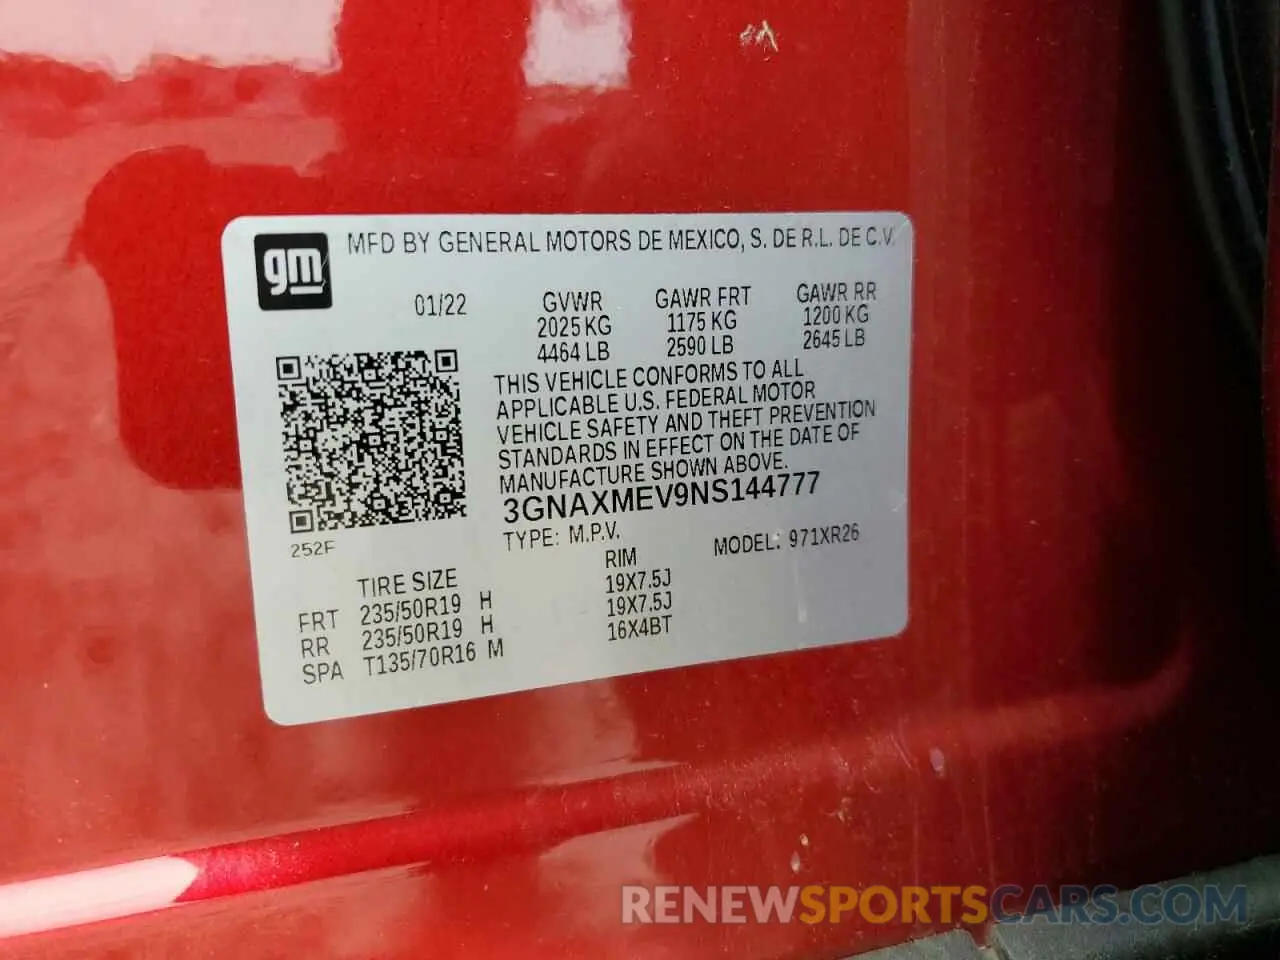 gm
MFD BY GENERAL MOTORS DE MEXICO, S. DE R.L. DE C.V.
01/22 GVWR GAWR FRT GAWR RR
2025 KG 1175 KG 1200 KG
4464 LB 2590 LB 2645 LB
THIS VEHICLE CONFORMS TO ALL
APPLICABLE U.S. FEDERAL MOTOR
VEHICLE SAFETY AND THEFT PREVENTION
STANDARDS IN EFFECT ON THE DATE OF
MANUFACTURE SHOWN ABOVE.
3GNAXMEV9NS144777
252F
TYPE: M.P.V. MODEL: 971XR26
TIRE SIZE RIM
FRT 235/50R19 H 19X7.5J
RR 235/50R19 H 19X7.5J
SPA T135/70R16 M 16X4BT
RENEWSPORTSCARS.COM